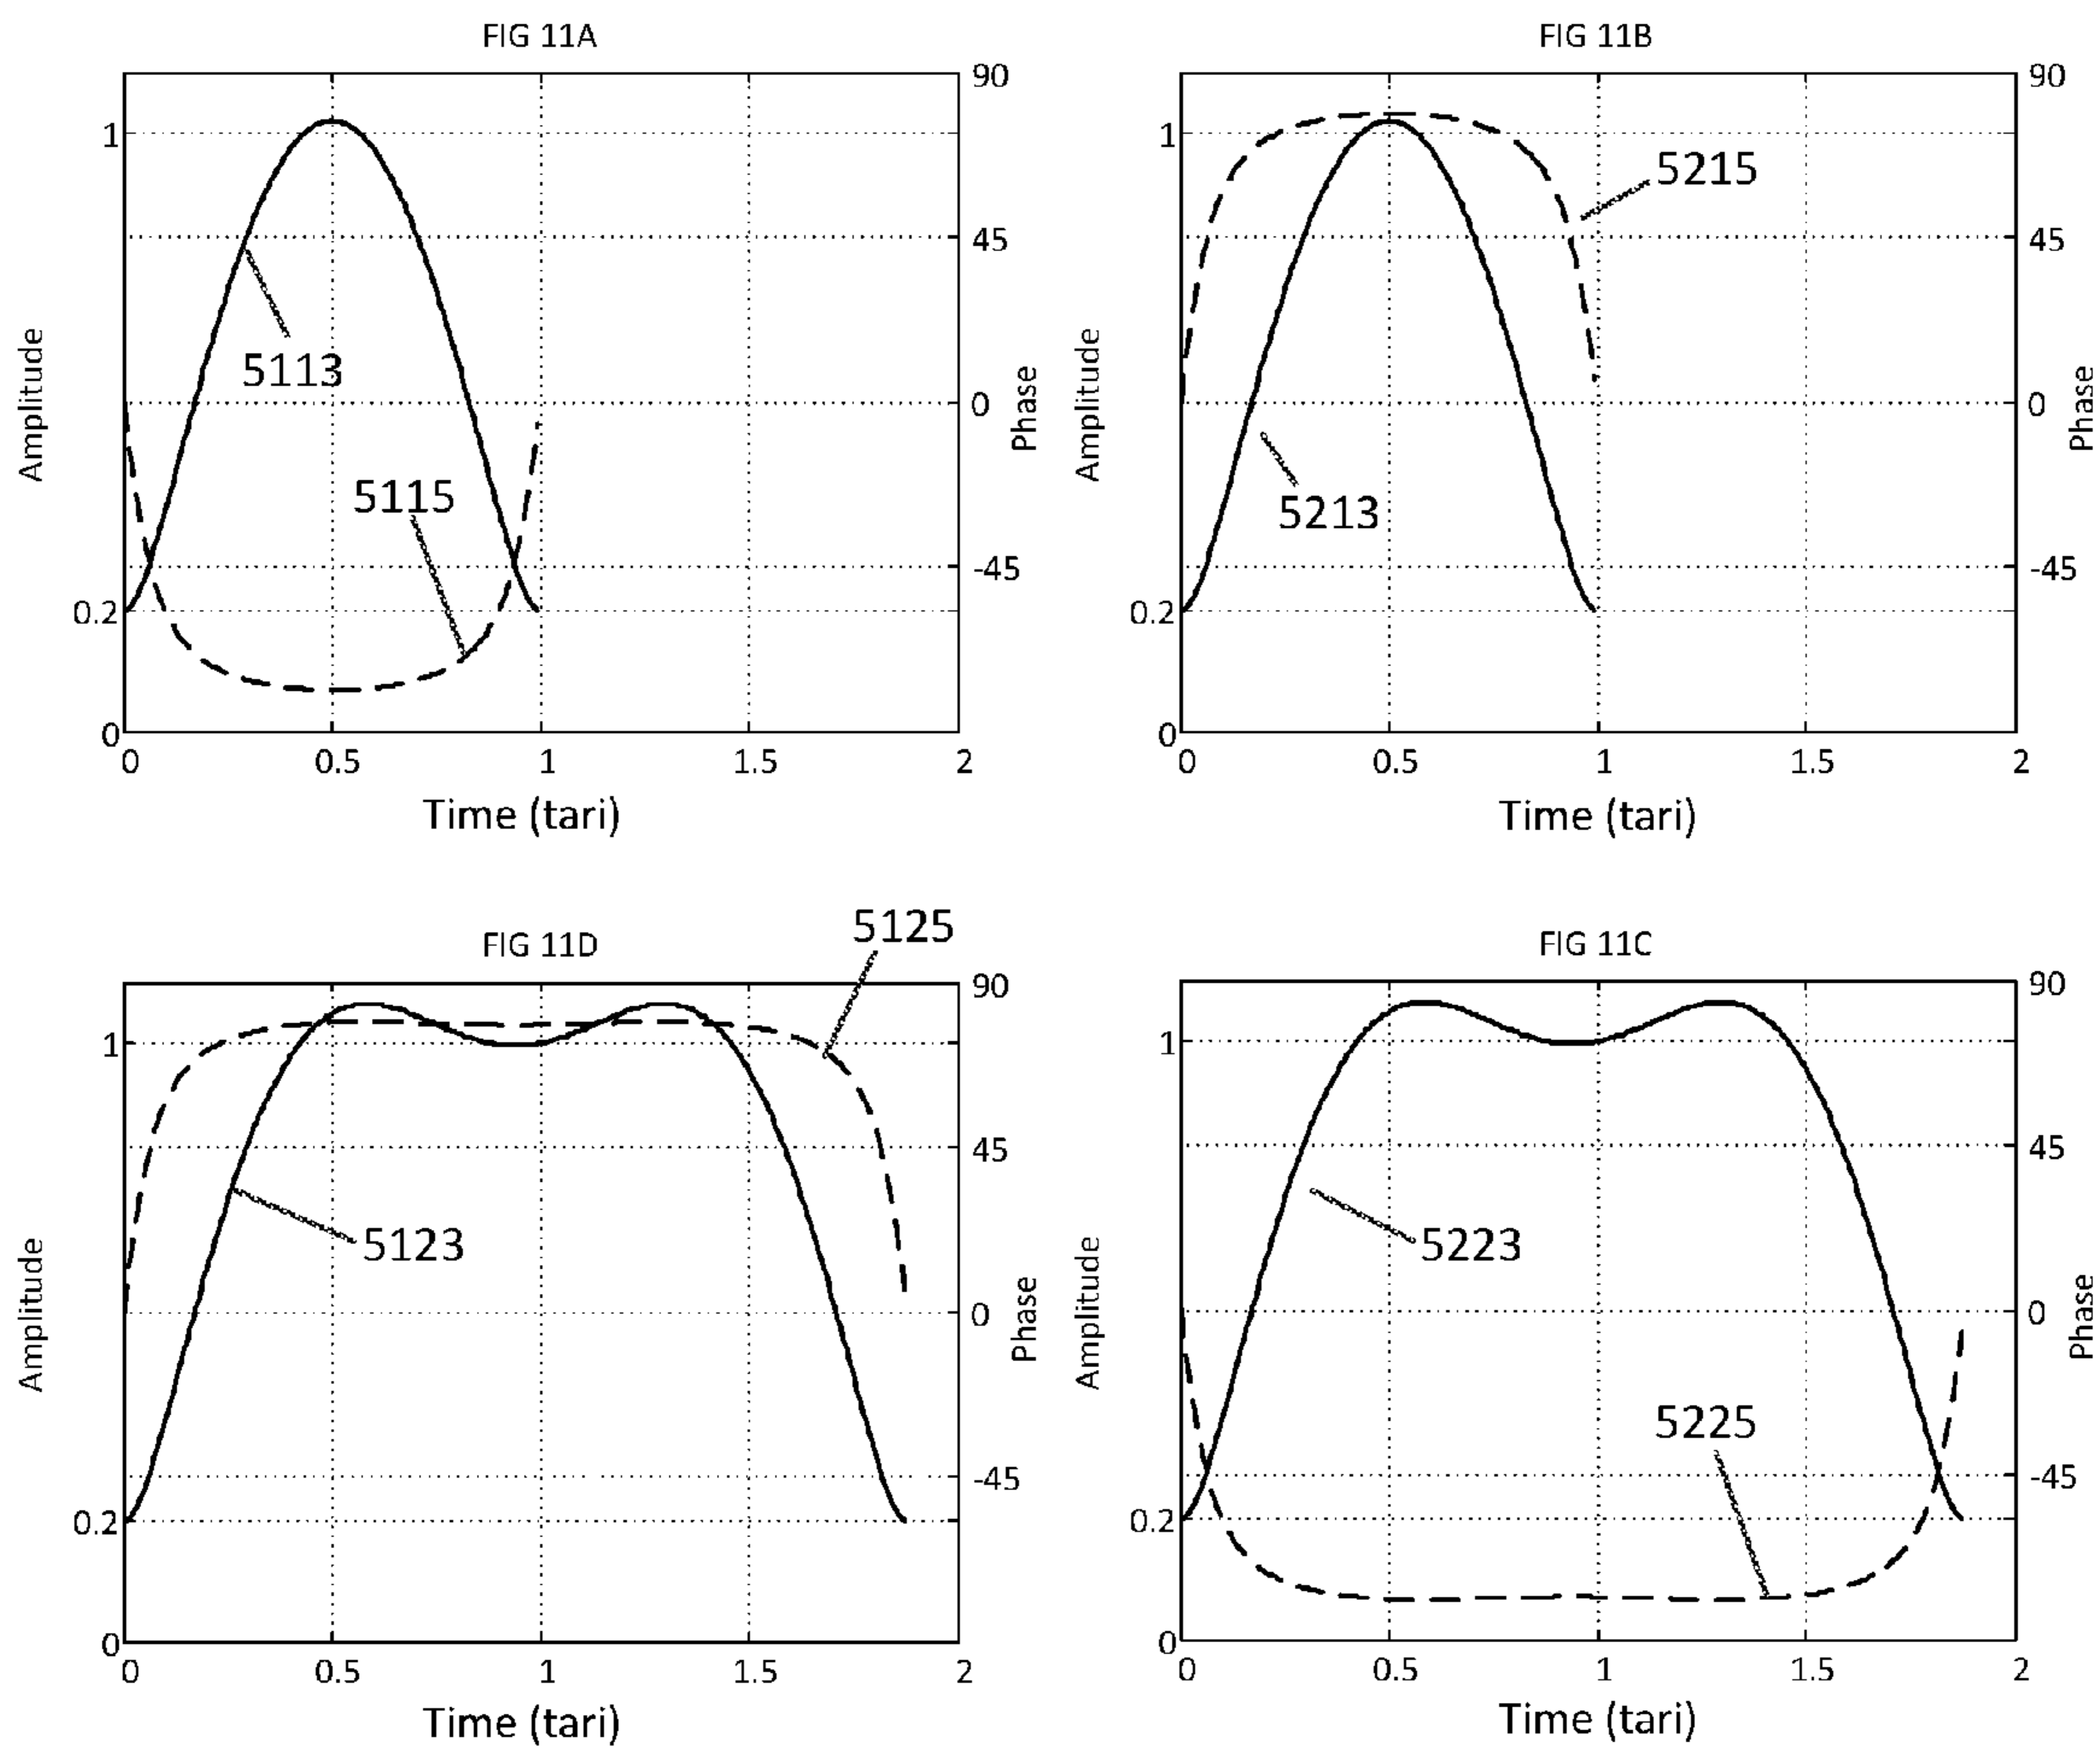 FIG 11A
Amplitude
1
0.2
0
90
45
0
-45
Phase
5113
5115
0 0.5 1 1.5 2
Time (tari)
FIG 11B
Amplitude
1
0.2
0
90
45
0
-45
Phase
5215
5213
0 0.5 1 1.5 2
Time (tari)
FIG 11D
5125
Amplitude
1
0.2
0
90
45
0
-45
Phase
5123
0 0.5 1 1.5 2
Time (tari)
FIG 11C
Amplitude
1
0.2
0
90
45
0
-45
Phase
5223
5225
0 0.5 1 1.5 2
Time (tari)